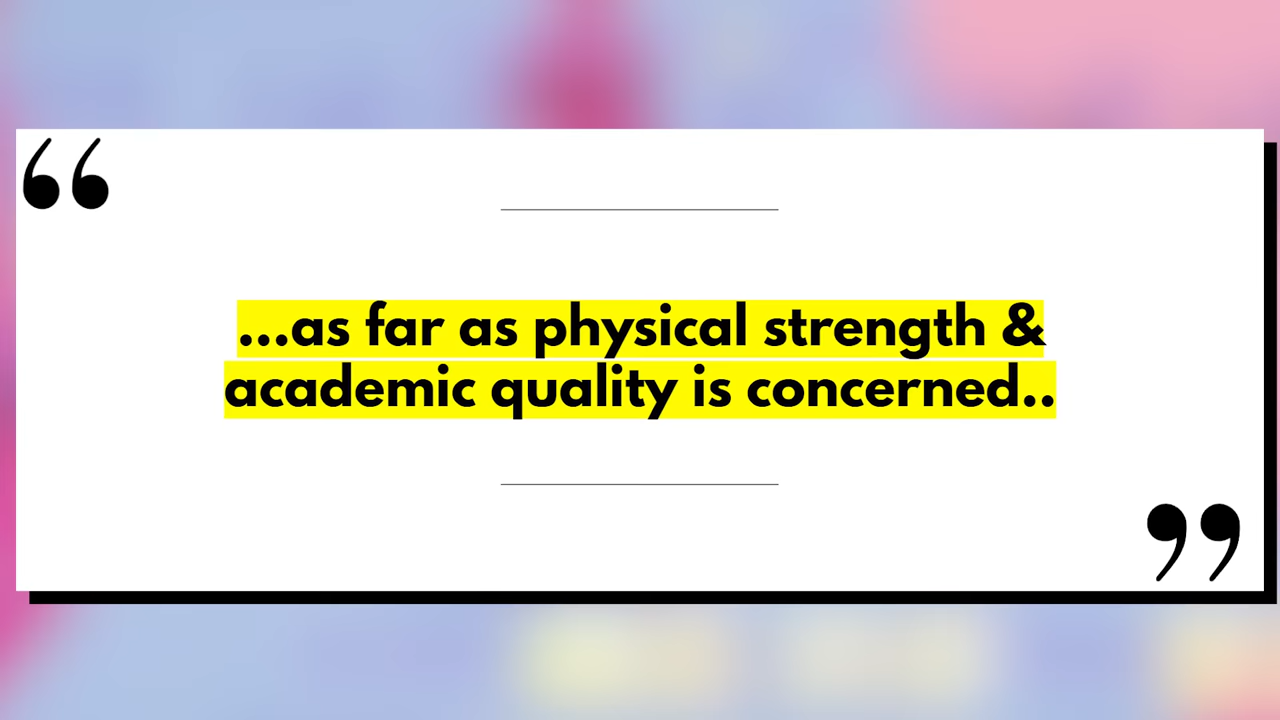 “
...as far as physical strength &
academic quality is concerned..
”